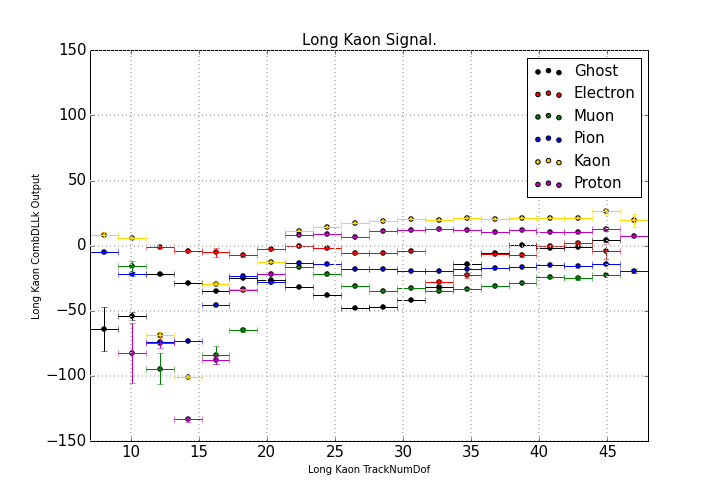 Long Kaon Signal.
150
100
50
0
−50
−100
−150
Long Kaon CombDLLk Output
Ghost
Electron
Muon
Pion
Kaon
Proton
10 15 20 25 30 35 40 45
Long Kaon TrackNumDof